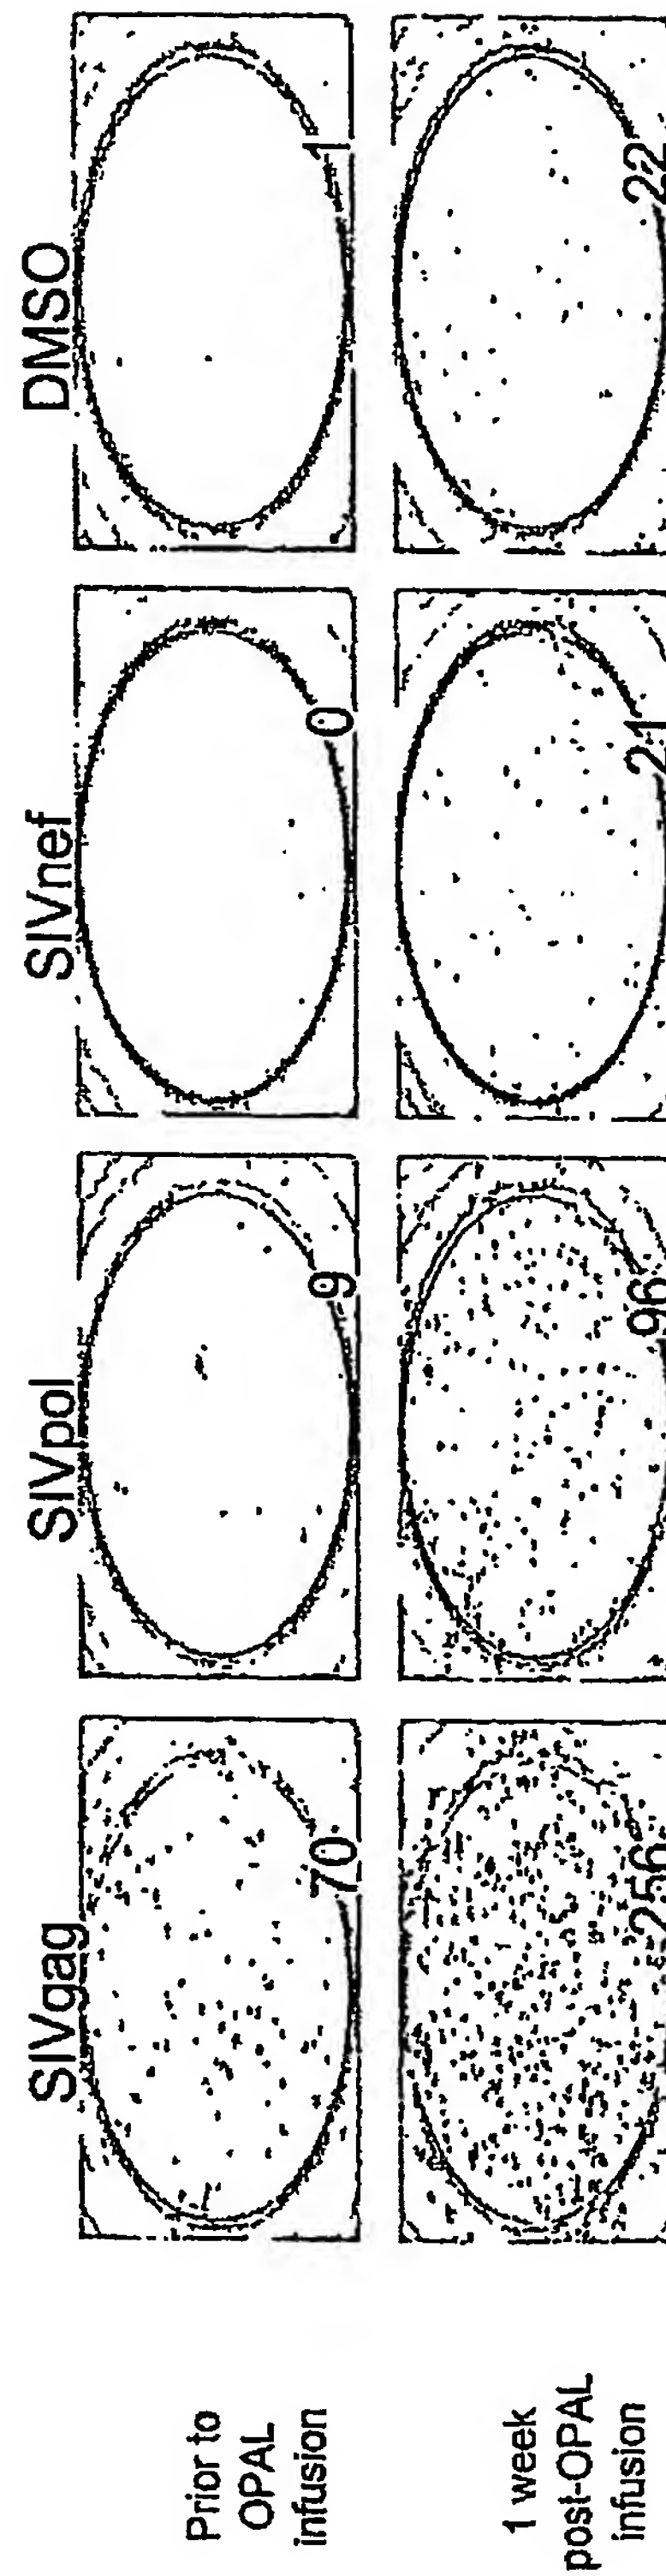 SIVgag SIVpol SIVnef DMSO
Prior to
OPAL
infusion
70 9 0 1
1 week
post-OPAL
infusion
256 96 21 22